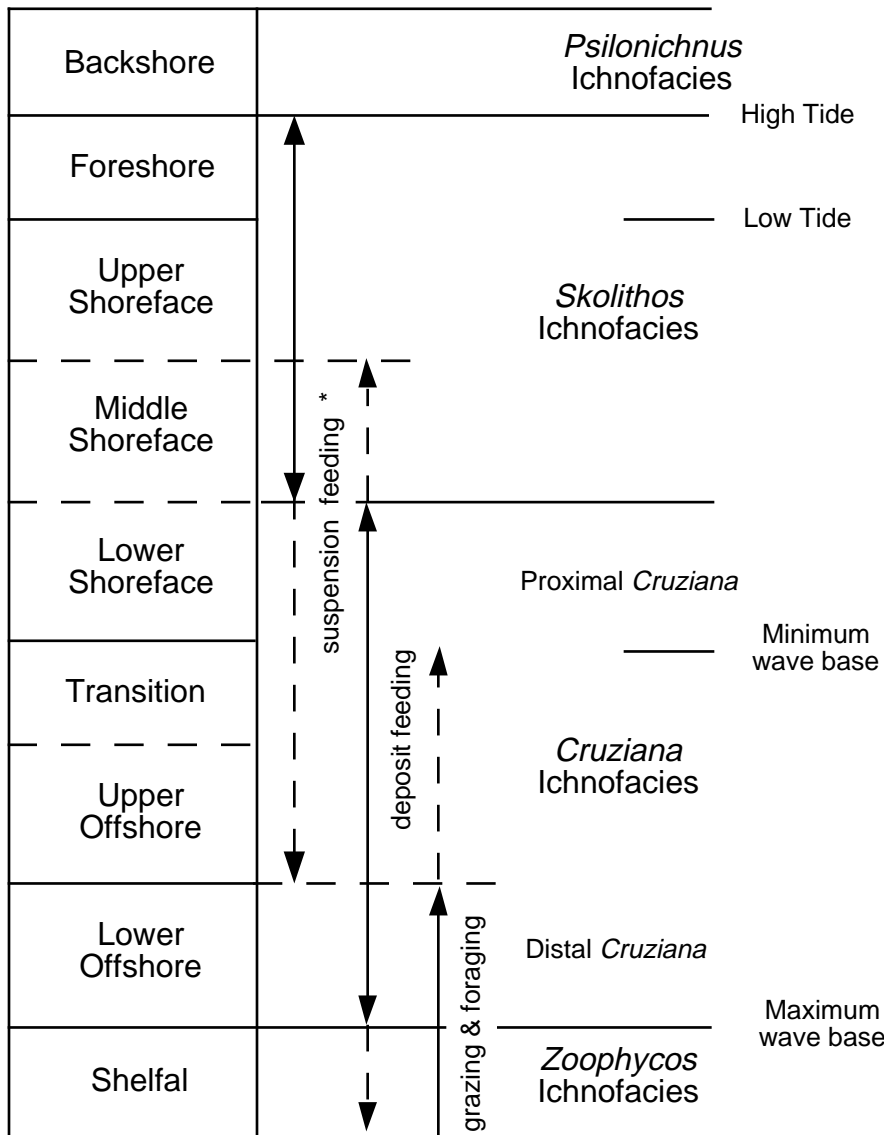 Backshore
Psilonichnus
Ichnofacies
High Tide
Foreshore
Low Tide
Upper
Shoreface
Skolithos
Ichnofacies
Middle
Shoreface
suspension feeding *
Lower
Shoreface
Proximal Cruziana
Minimum
wave base
Transition
deposit feeding
Cruziana
Ichnofacies
Upper
Offshore
Lower
Offshore
Distal Cruziana
grazing & foraging
Maximum
wave base
Shelfal
Zoophycos
Ichnofacies